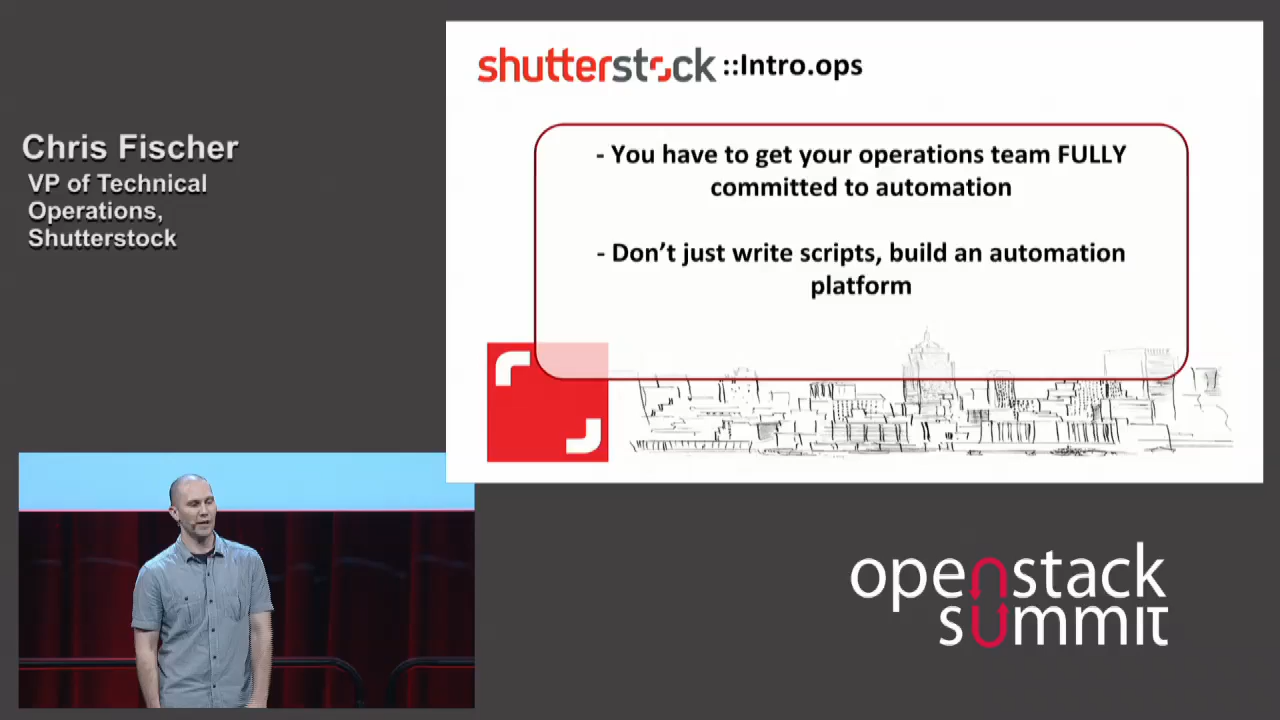 Chris Fischer
VP of Technical
Operations,
Shutterstock
shutterstock ::Intro.ops
- You have to get your operations team FULLY
committed to automation
- Don’t just write scripts, build an automation
platform
openstack
summit